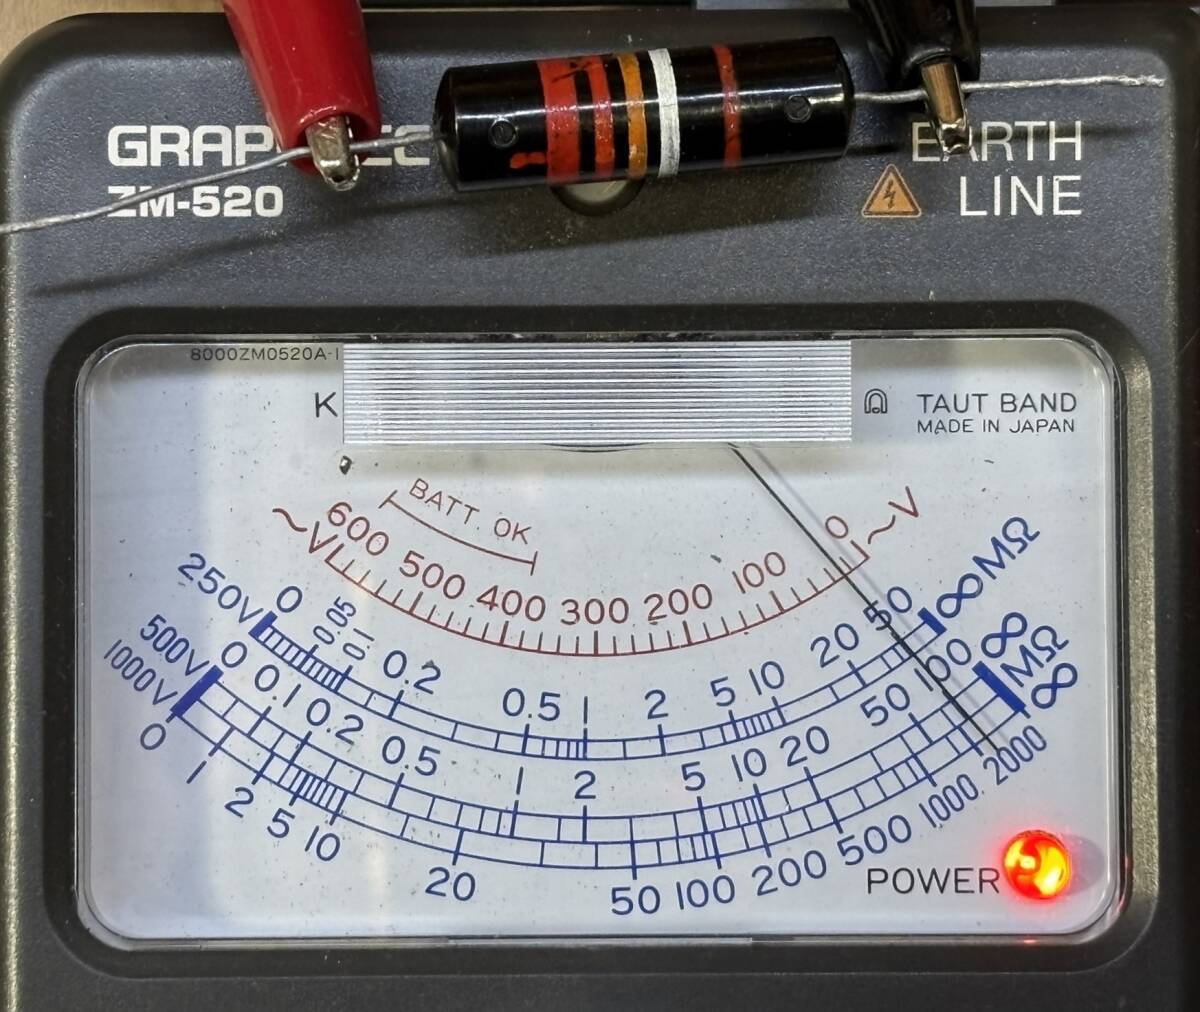 GRAP EC
ZM-520
EARTH
LINE
8000ZM0520A-1
K
TAUT BAND
MADE IN JAPAN
BATT. OK
~V 600 500 400 300 200 100 0 ~V
250V 0 0.05 0.1 0.2 0.5 1 2 5 10 20 50 ∞ MΩ
500V 0 0.1 0.2 0.5 1 2 5 10 20 50 100 ∞ MΩ
1000V 0 1 2 5 10 20 50 100 200 500 1000 2000 ∞
POWER